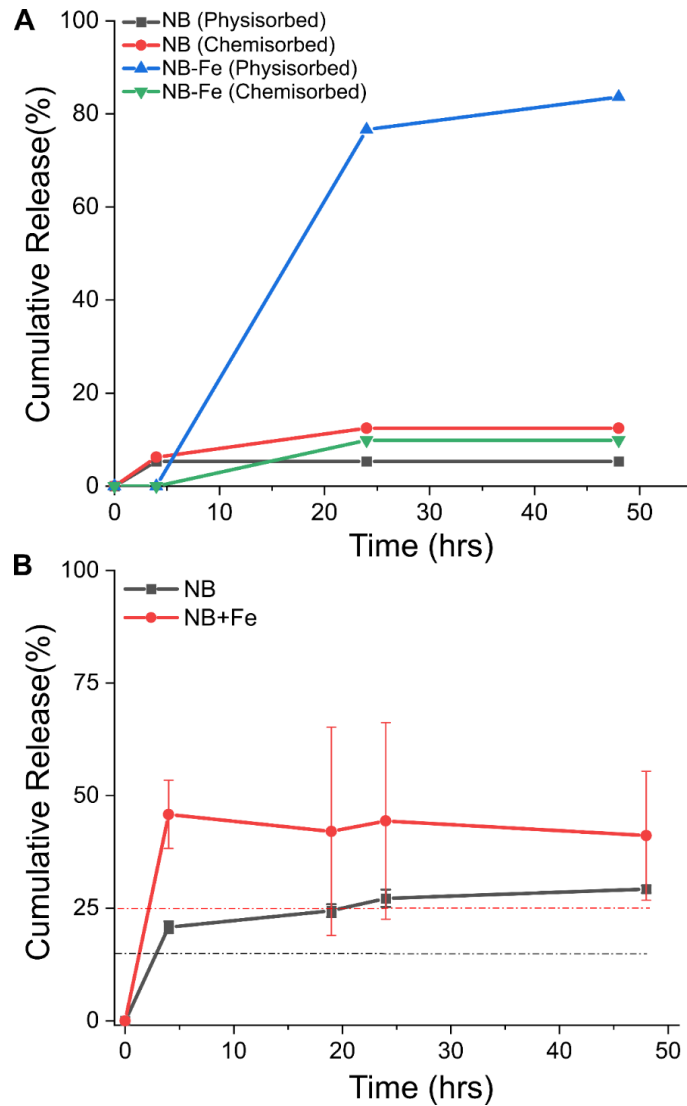 A
100
80
60
40
20
0
Cumulative Release(%)
NB (Physisorbed)
NB (Chemisorbed)
NB-Fe (Physisorbed)
NB-Fe (Chemisorbed)
0 10 20 30 40 50
Time (hrs)
B
100
75
50
25
0
Cumulative Release(%)
NB
NB+Fe
0 10 20 30 40 50
Time (hrs)